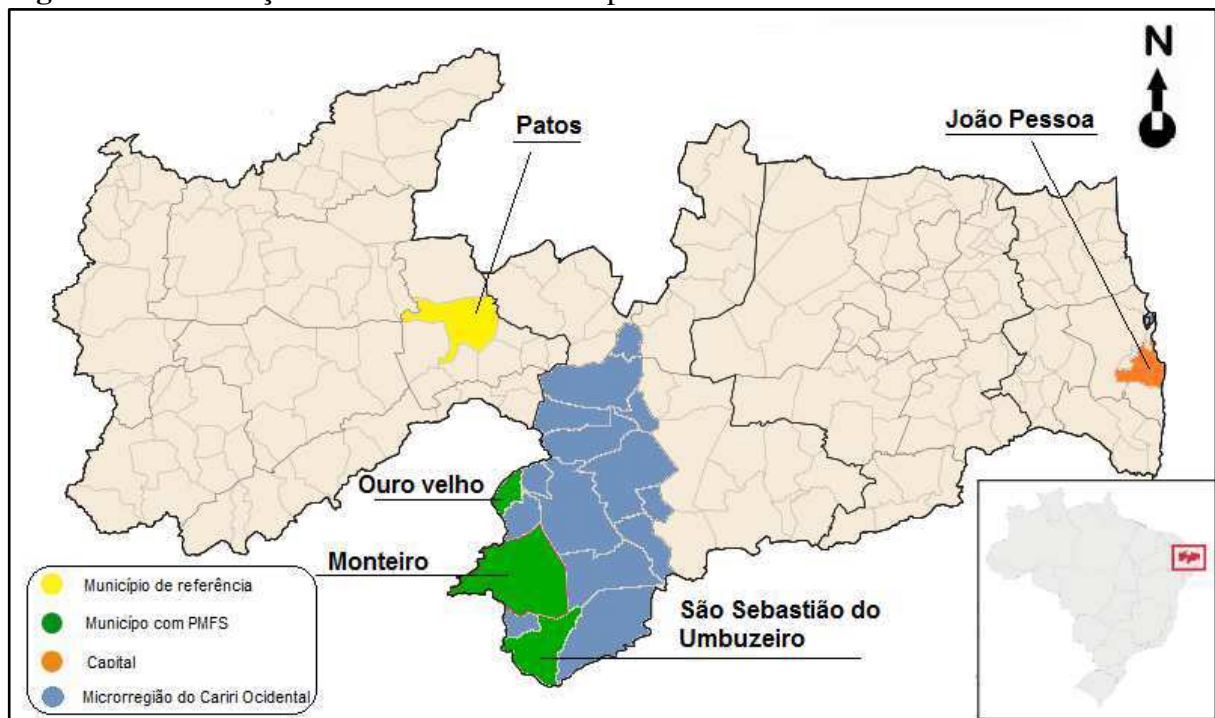 N
Patos
João Pessoa
Ouro velho
Monteiro
São Sebastião do
Umbuzeiro
Município de referência
Municípo com PMFS
Capital
Microrregião do Cariri Ocidental